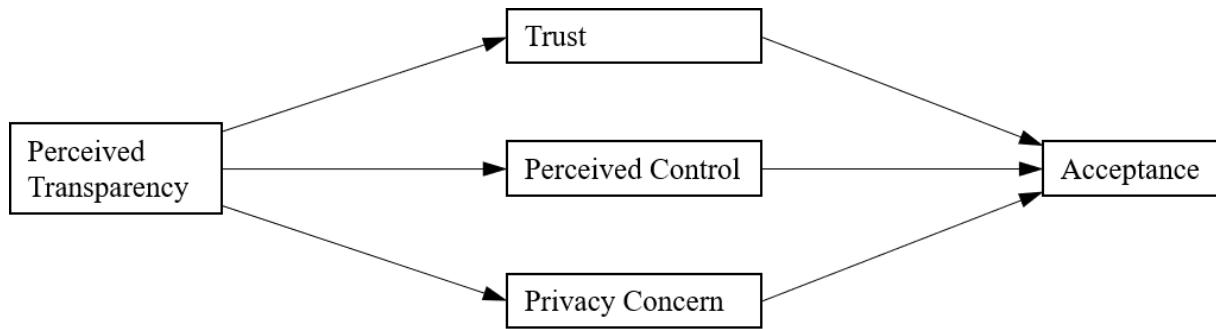 Trust
Perceived
Transparency
Perceived Control
Acceptance
Privacy Concern